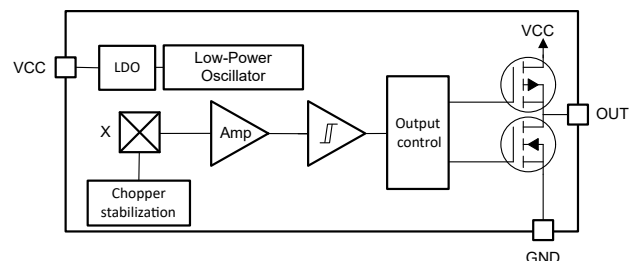 VCC
VCC
LDO
Low-Power
Oscillator
X
Amp
Output
control
OUT
Chopper
stabilization
GND